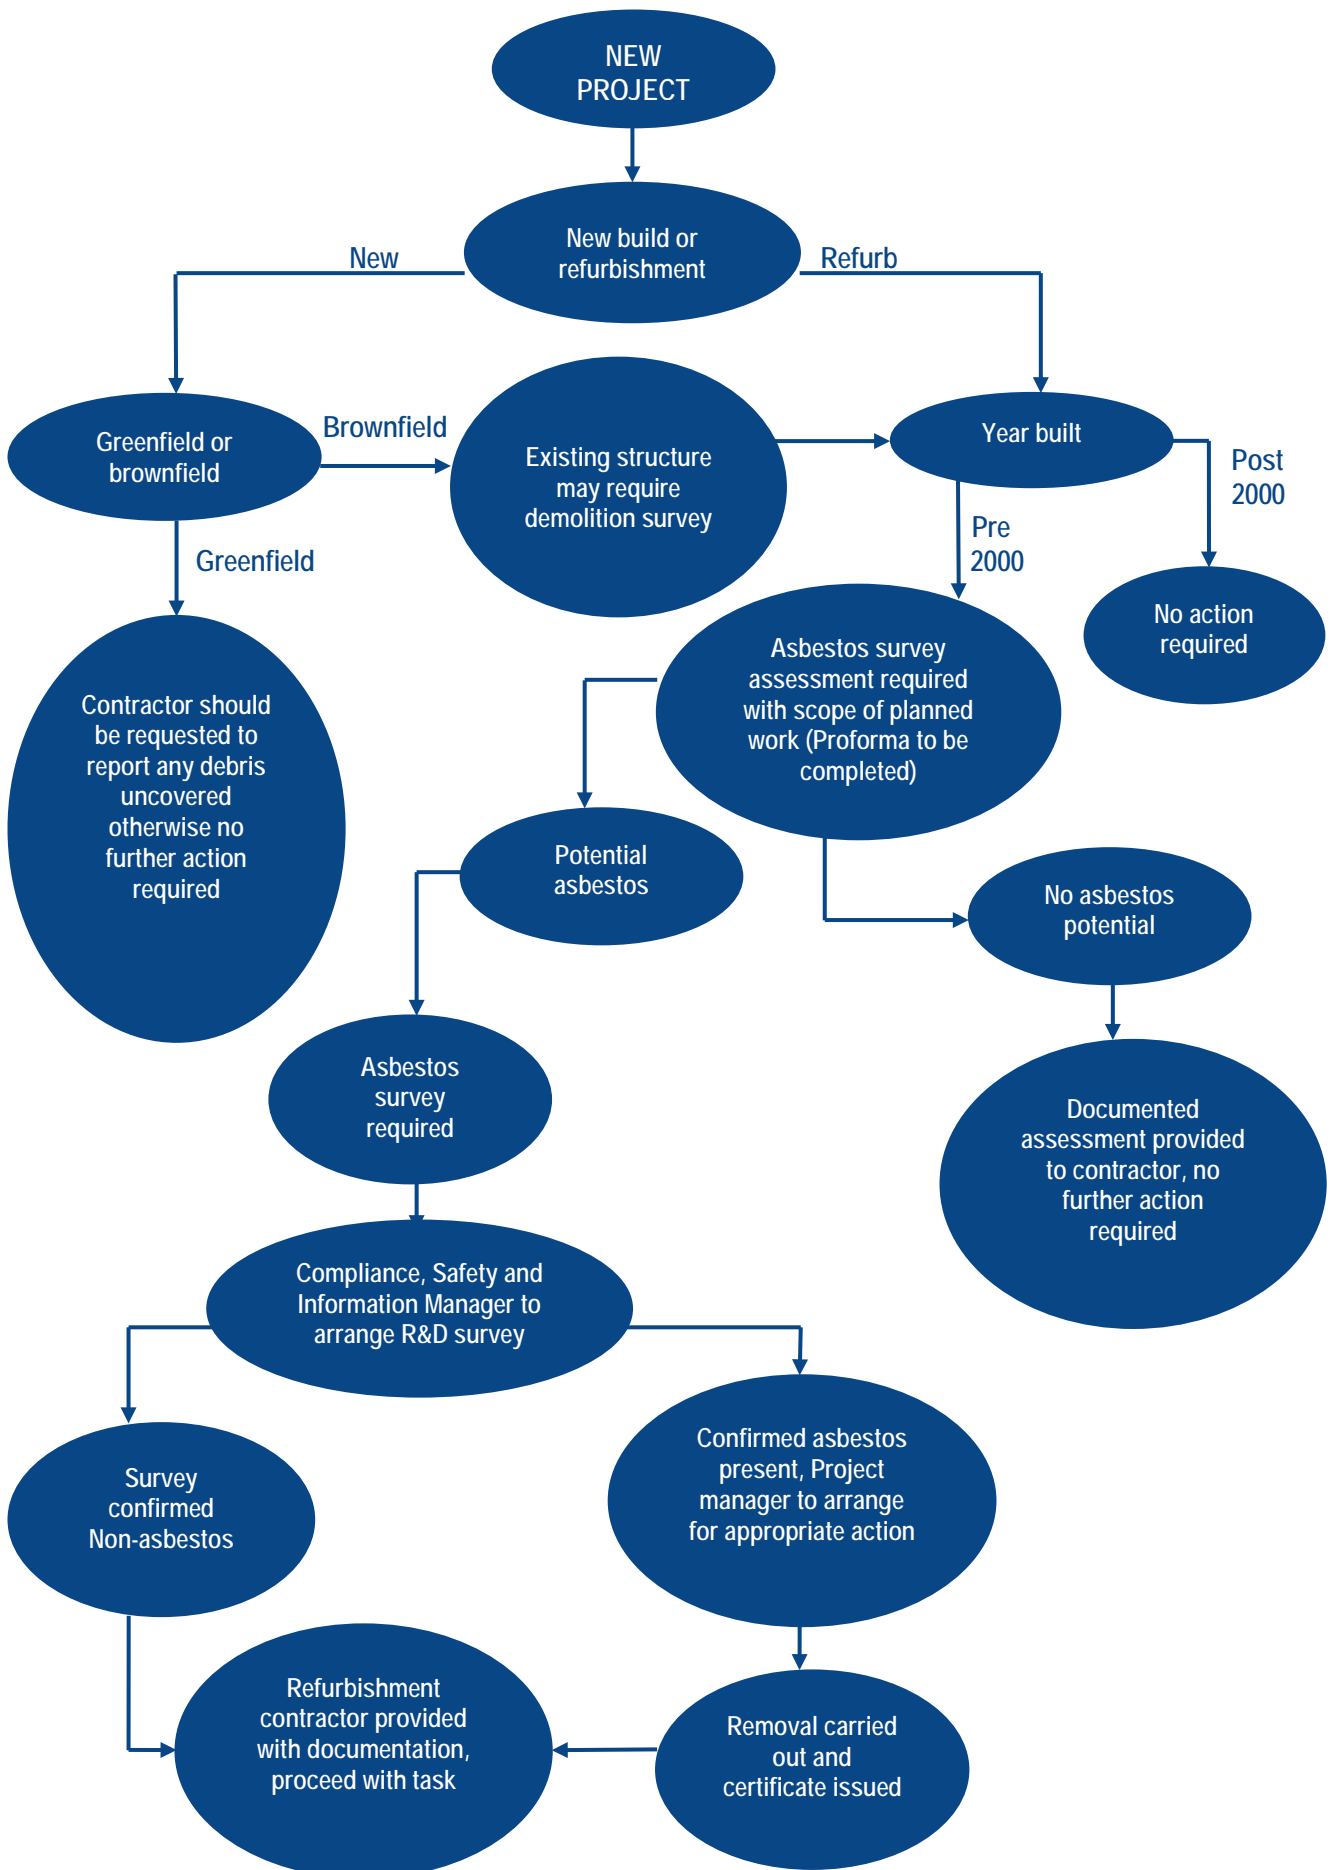 NEW
PROJECT
New build or
refurbishment
New
Refurb
Greenfield or
brownfield
Brownfield
Existing structure
may require
demolition survey
Year built
Post
2000
Pre
2000
Greenfield
No action
required
Contractor should
be requested to
report any debris
uncovered
otherwise no
further action
required
Asbestos survey
assessment required
with scope of planned
work (Proforma to be
completed)
Potential
asbestos
No asbestos
potential
Asbestos
survey
required
Documented
assessment provided
to contractor, no
further action
required
Compliance, Safety and
Information Manager to
arrange R&D survey
Survey
confirmed
Non-asbestos
Confirmed asbestos
present, Project
manager to arrange
for appropriate action
Refurbishment
contractor provided
with documentation,
proceed with task
Removal carried
out and
certificate issued